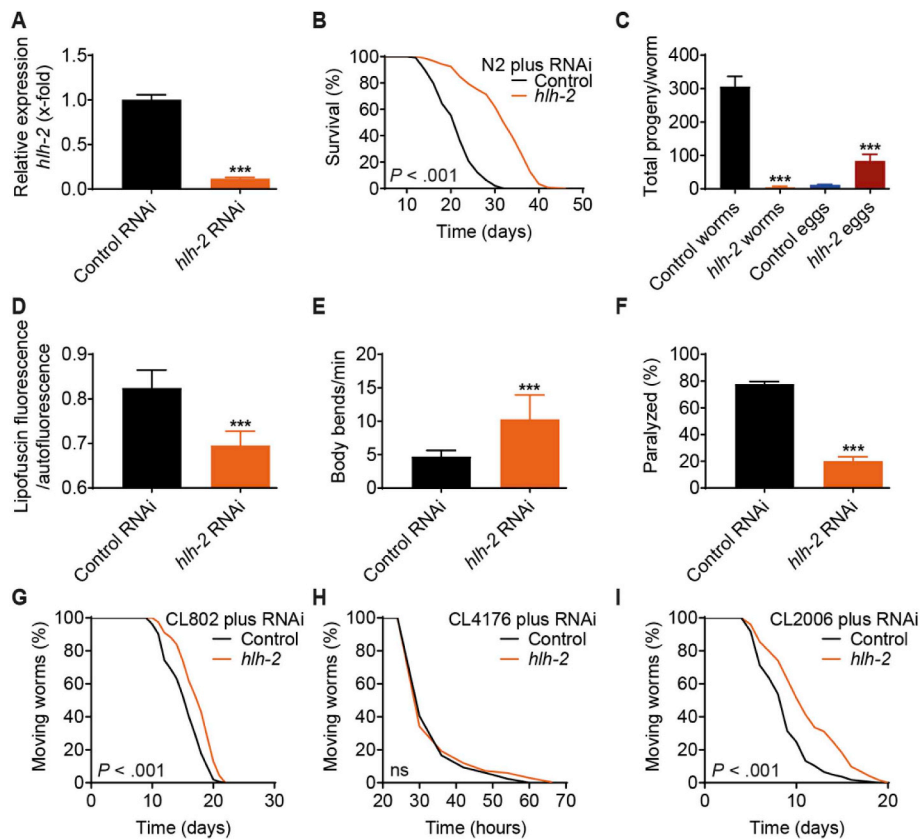 A
Relative expression
hlh-2 (x-fold)
1.5
1.0
0.5
0.0
***
Control RNAi
hlh-2 RNAi
B
Survival (%)
100
80
60
40
20
0
N2 plus RNAi
Control
hlh-2
P < .001
10 20 30 40 50
Time (days)
C
Total progeny/worm
400
300
200
100
0
***
***
Control worms
hlh-2 worms
Control eggs
hlh-2 eggs
D
Lipofuscin fluorescence
/autofluorescence
0.9
0.8
0.7
0.6
***
Control RNAi
hlh-2 RNAi
E
Body bends/min
20
15
10
5
0
***
Control RNAi
hlh-2 RNAi
F
Paralyzed (%)
100
80
60
40
20
0
***
Control RNAi
hlh-2 RNAi
G
Moving worms (%)
100
80
60
40
20
0
CL802 plus RNAi
Control
hlh-2
P < .001
0 10 20 30
Time (days)
H
Moving worms (%)
100
80
60
40
20
0
CL4176 plus RNAi
Control
hlh-2
ns
20 30 40 50 60 70
Time (hours)
I
Moving worms (%)
100
80
60
40
20
0
CL2006 plus RNAi
Control
hlh-2
P < .001
0 10 20
Time (days)